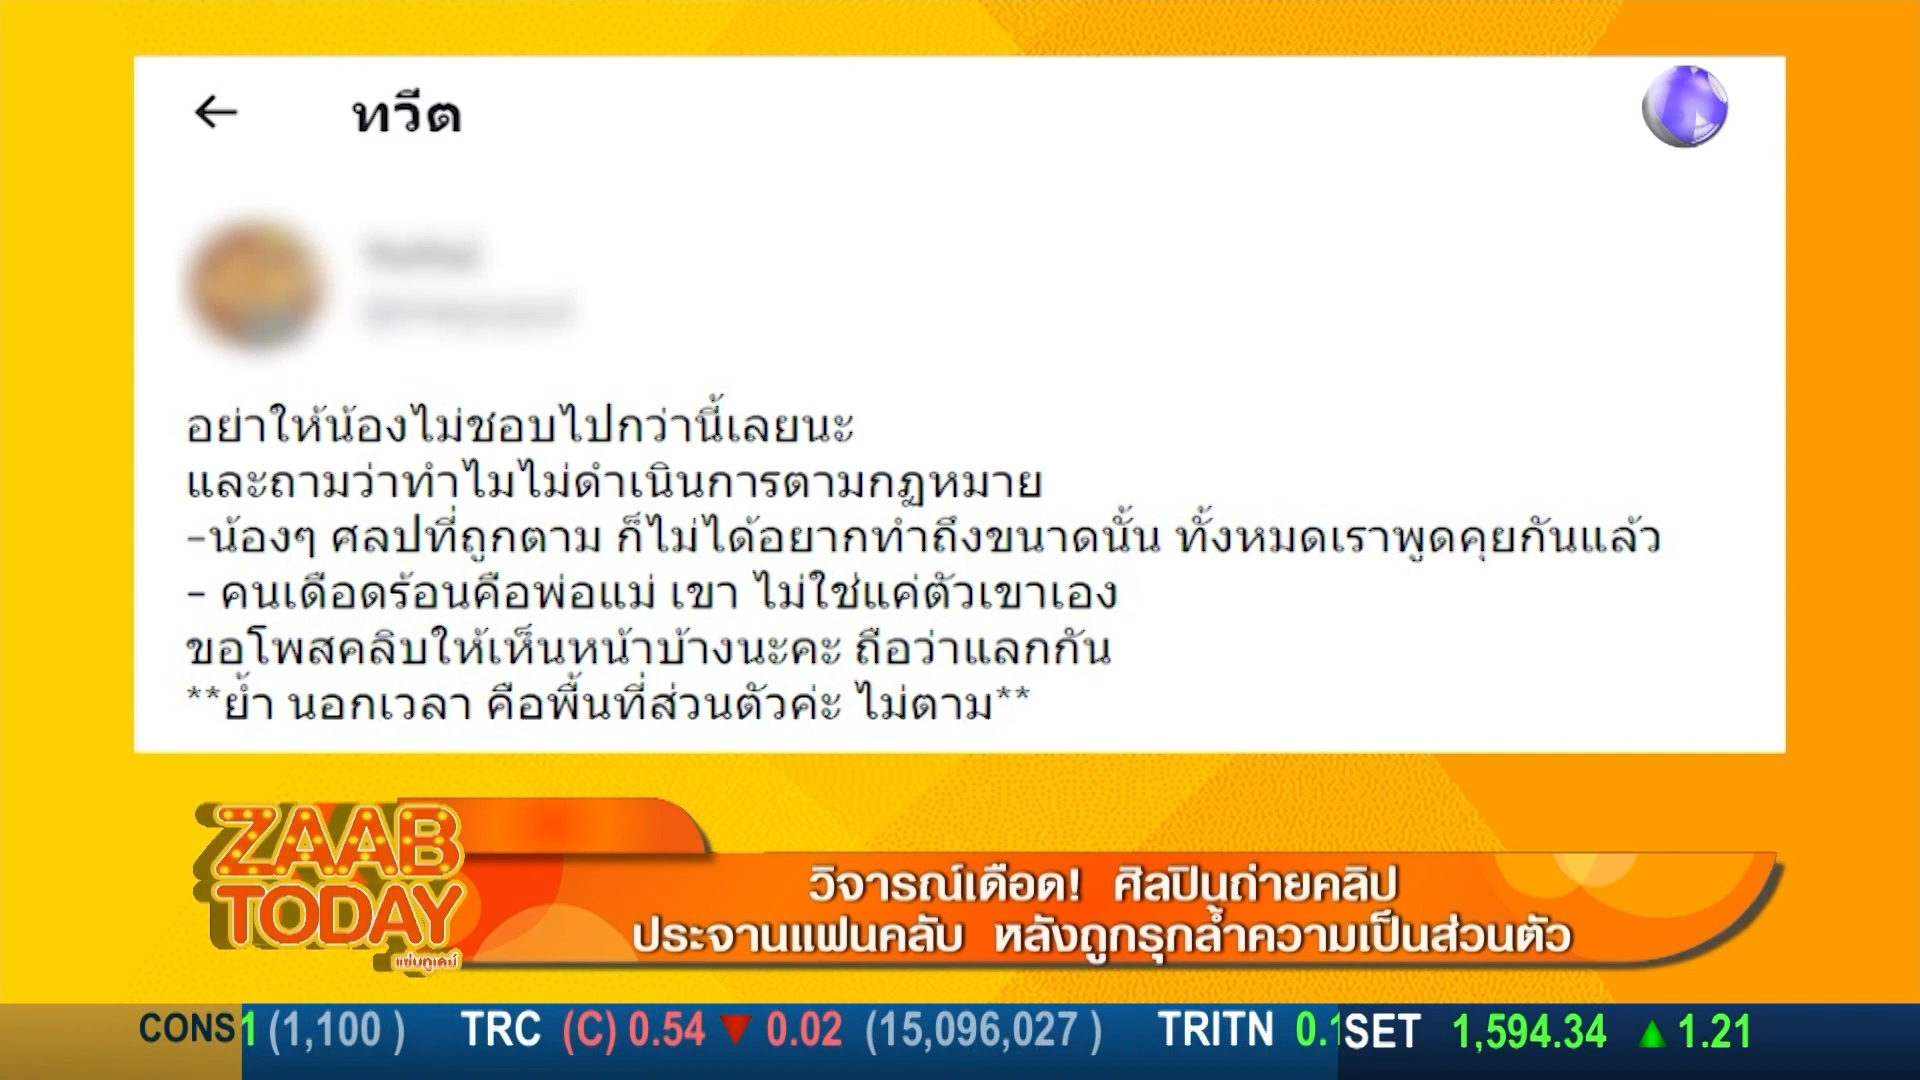 ทวีต
อย่าให้น้องไม่ชอบไปกว่านี้เลยนะ
และถามว่าทำไมไม่ดำเนินการตามกฎหมาย
-น้องๆ ศลปที่ถูกตาม ก็ไม่ได้อยากทำถึงขนาดนั้น ทั้งหมดเราพูดคุยกันแล้ว
- คนเดือดร้อนคือพ่อแม่ เขา ไม่ใช่แค่ตัวเขาเอง
ขอโพสคลิบให้เห็นหน้าบ้างนะคะ ถือว่าแลกกัน
**ย้ำ นอกเวลา คือพื้นที่ส่วนตัวค่ะ ไม่ตาม**
ZAAB
TODAY
แซ่บทูเดย์
วิจารณ์เดือด! ศิลปินถ่ายคลิป
ประจานแฟนคลับ หลังถูกรุกล้ำความเป็นส่วนตัว
CONS 1 (1,100 ) TRC (C) 0.54 ▼ 0.02 (15,096,027 ) TRITN 0.1 SET 1,594.34 ▲ 1.21